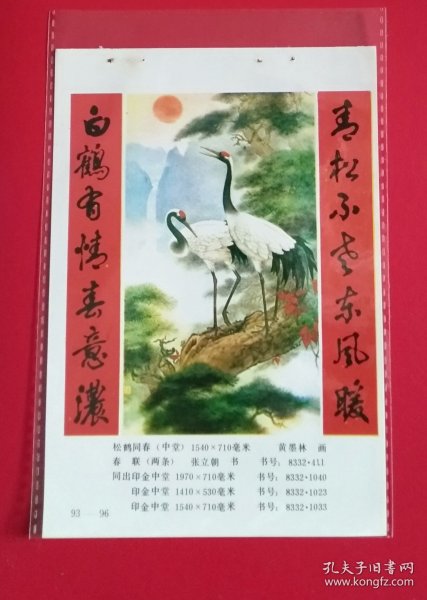 青松不老东风暖
白鹤有情春意浓
松鹤同春(中堂)1540×710毫米 黄墨林 画
春 联(两条) 张立朝 书 书号:8332·411
同出印金中堂 1970×710毫米 书号:8332·1040
印金中堂 1410×530毫米 书号:8332·1023
印金中堂 1540×710毫米 书号:8332·1033
93—96
孔夫子旧书网
www.kongfz.com